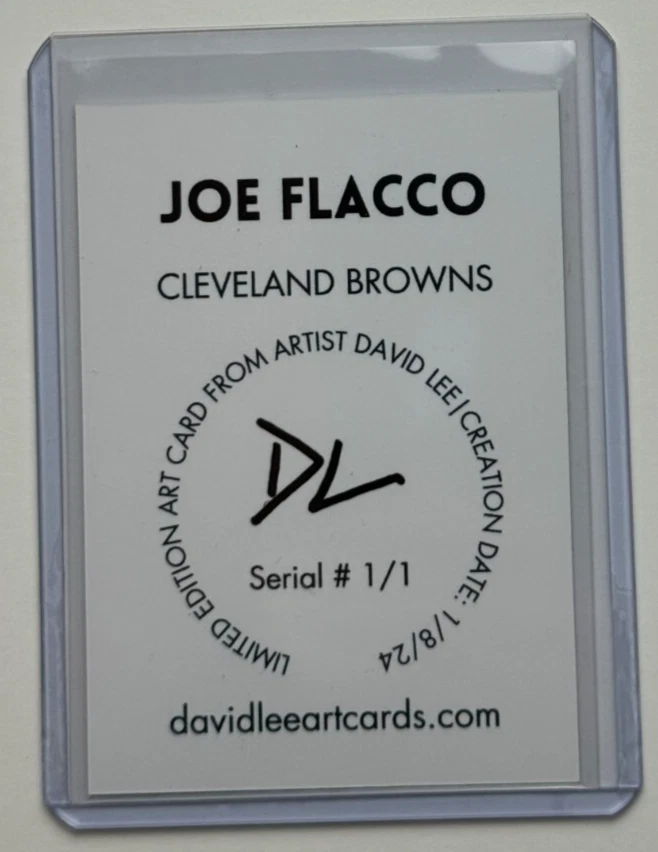 JOE FLACCO
CLEVELAND BROWNS
LIMITED EDITION ART CARD FROM ARTIST DAVID LEE | CREATION DATE: 1/8/24
DL
Serial # 1/1
davidleeartcards.com